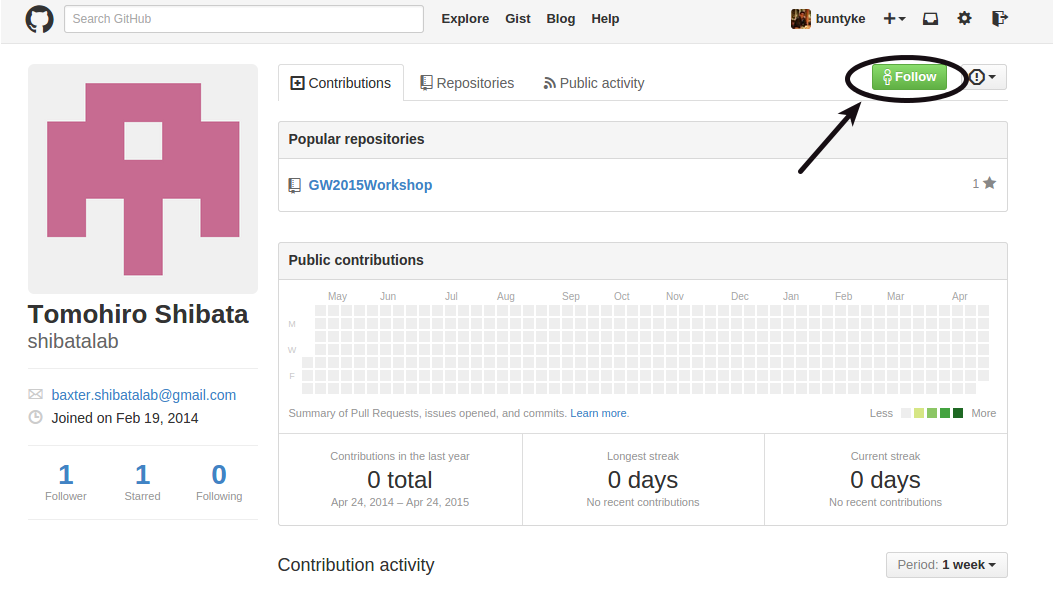 Search GitHub
Explore Gist Blog Help
buntyke
Contributions Repositories Public activity
Follow
Popular repositories
GW2015Workshop
1
Public contributions
May Jun Jul Aug Sep Oct Nov Dec Jan Feb Mar Apr
M
W
F
Summary of Pull Requests, issues opened, and commits. Learn more.
Less More
Contributions in the last year
0 total
Apr 24, 2014 – Apr 24, 2015
Longest streak
0 days
No recent contributions
Current streak
0 days
No recent contributions
Tomohiro Shibata
shibatalab
baxter.shibatalab@gmail.com
Joined on Feb 19, 2014
1 1 0
Follower Starred Following
Contribution activity
Period: 1 week